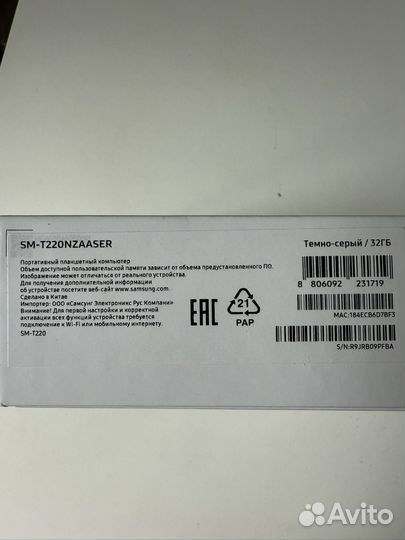 SM-T220NZAASER
Темно-серый / 32ГБ
Портативный планшетный компьютер
Объем доступной пользовательской памяти зависит от объема предустановленного ПО.
Изображение может отличаться от реального устройства.
Для получения дополнительной информации
об устройстве посетите веб-сайт www.samsung.com.
Сделано в Китае
Импортер: ООО «Самсунг Электроникс Рус Компани»
Внимание! Для первой настройки и корректной
активации всех функций устройства требуется
подключение к Wi-Fi или мобильному интернету.
SM-T220
EAC
21
PAP
8 806092 231719
MAC:184ECB6D7BF3
S/N:R9JRB09PFBA
Avito